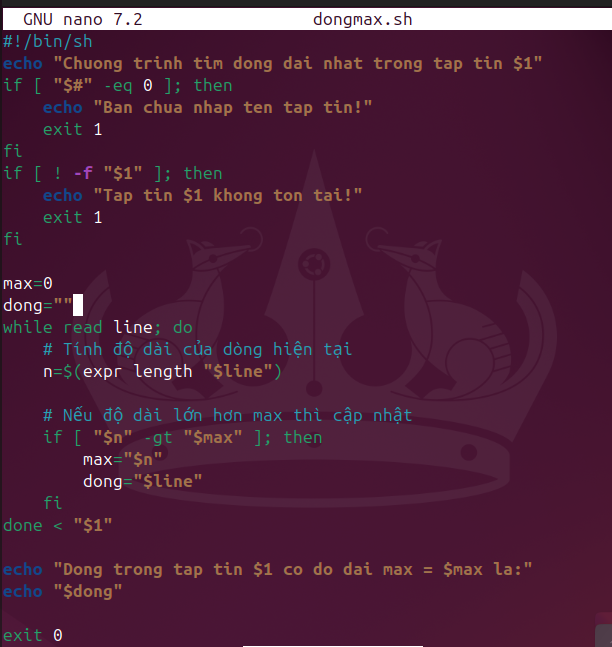 GNU nano 7.2 dongmax.sh
#!/bin/sh
echo "Chuong trinh tim dong dai nhat trong tap tin $1"
if [ "$#" -eq 0 ]; then
    echo "Ban chua nhap ten tap tin!"
    exit 1
fi
if [ ! -f "$1" ]; then
    echo "Tap tin $1 khong ton tai!"
    exit 1
fi

max=0
dong=""
while read line; do
    # Tính độ dài của dòng hiện tại
    n=$(expr length "$line")

    # Nếu độ dài lớn hơn max thì cập nhật
    if [ "$n" -gt "$max" ]; then
        max="$n"
        dong="$line"
    fi
done < "$1"

echo "Dong trong tap tin $1 co do dai max = $max la:"
echo "$dong"

exit 0